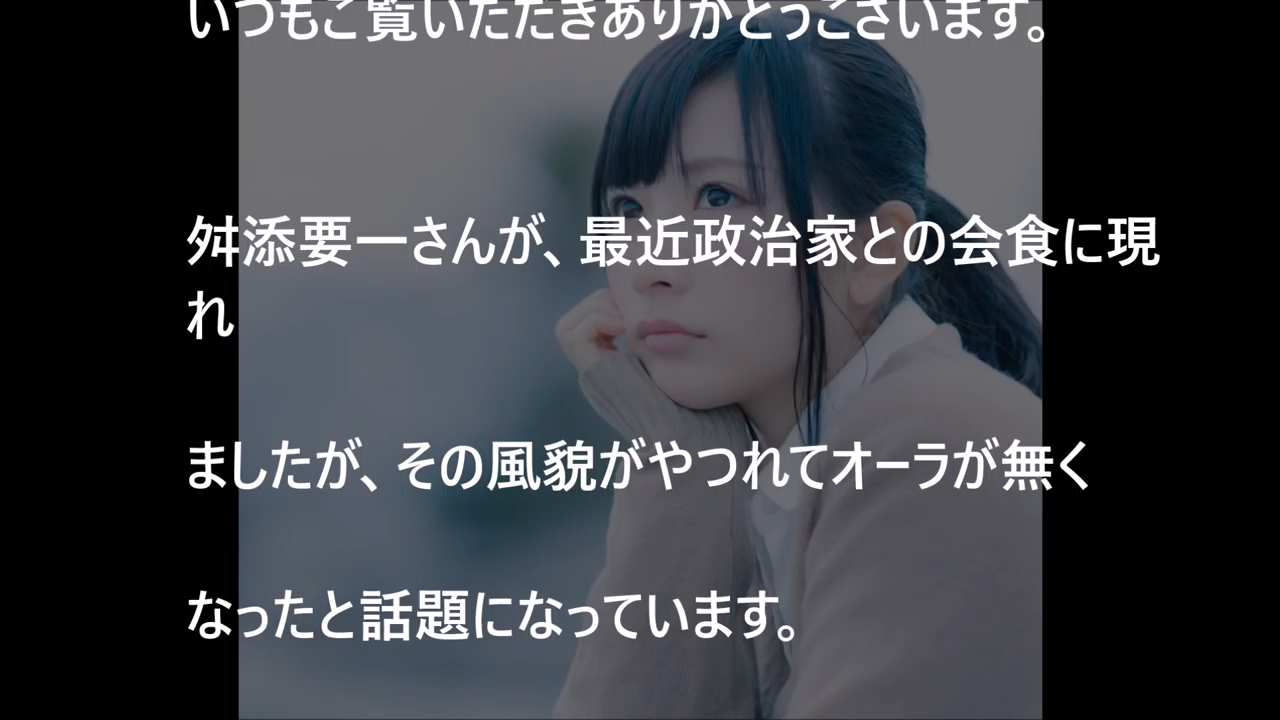 いつもご覧いただきありがとうございます。
舛添要一さんが、最近政治家との会食に現
れ
ましたが、その風貌がやつれてオーラが無く
なったと話題になっています。